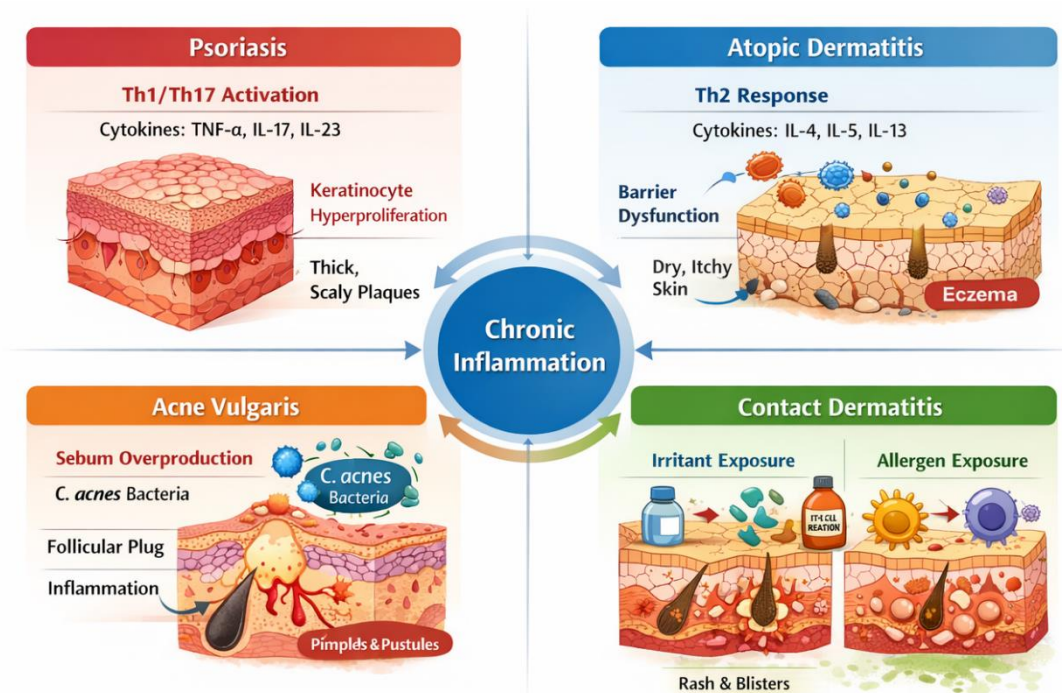 Psoriasis
Th1/Th17 Activation
Cytokines: TNF-α, IL-17, IL-23
Keratinocyte
Hyperproliferation
Thick,
Scaly Plaques
Atopic Dermatitis
Th2 Response
Cytokines: IL-4, IL-5, IL-13
Barrier
Dysfunction
Dry, Itchy
Skin
Eczema
Chronic
Inflammation
Acne Vulgaris
Sebum Overproduction
C. acnes Bacteria
C. acnes
Bacteria
Follicular Plug
Inflammation
Pimplds & Pustules
Contact Dermatitis
Irritant Exposure
Allergen Exposure
REATION
Rash & Blisters